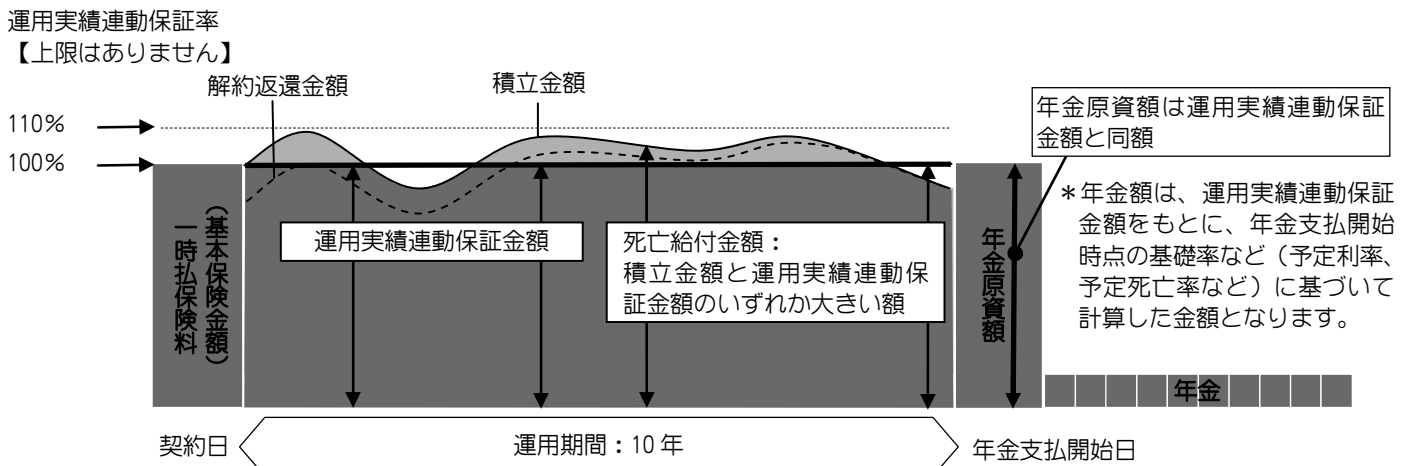 運用実績連動保証率
【上限はありません】
解約返還金額
積立金額
110%
100%
年金原資額は運用実績連動保証
金額と同額
*年金額は、運用実績連動保証
金額をもとに、年金支払開始
時点の基礎率など（予定利率、
予定死亡率など）に基づいて
計算した金額となります。
一時払保険料
（基本保険金額）
運用実績連動保証金額
死亡給付金額：
積立金額と運用実績連動保
証金額のいずれか大きい額
年金原資額
年金
契約日
運用期間：10年
年金支払開始日